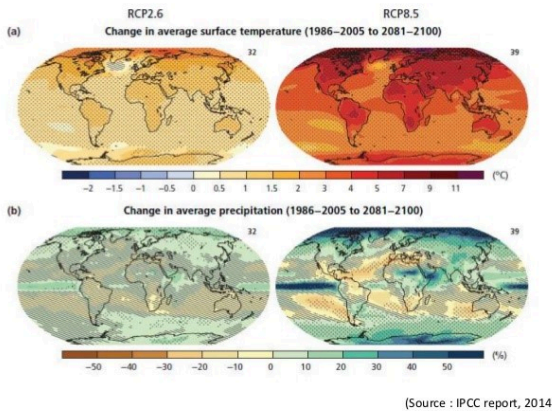 RCP2.6 RCP8.5
(a) Change in average surface temperature (1986−2005 to 2081−2100)
32 39
(°C)
−2 −1.5 −1 −0.5 0 0.5 1 1.5 2 3 4 5 7 9 11
(b) Change in average precipitation (1986−2005 to 2081−2100)
32 39
(%)
−50 −40 −30 −20 −10 0 10 20 30 40 50
(Source : IPCC report, 2014